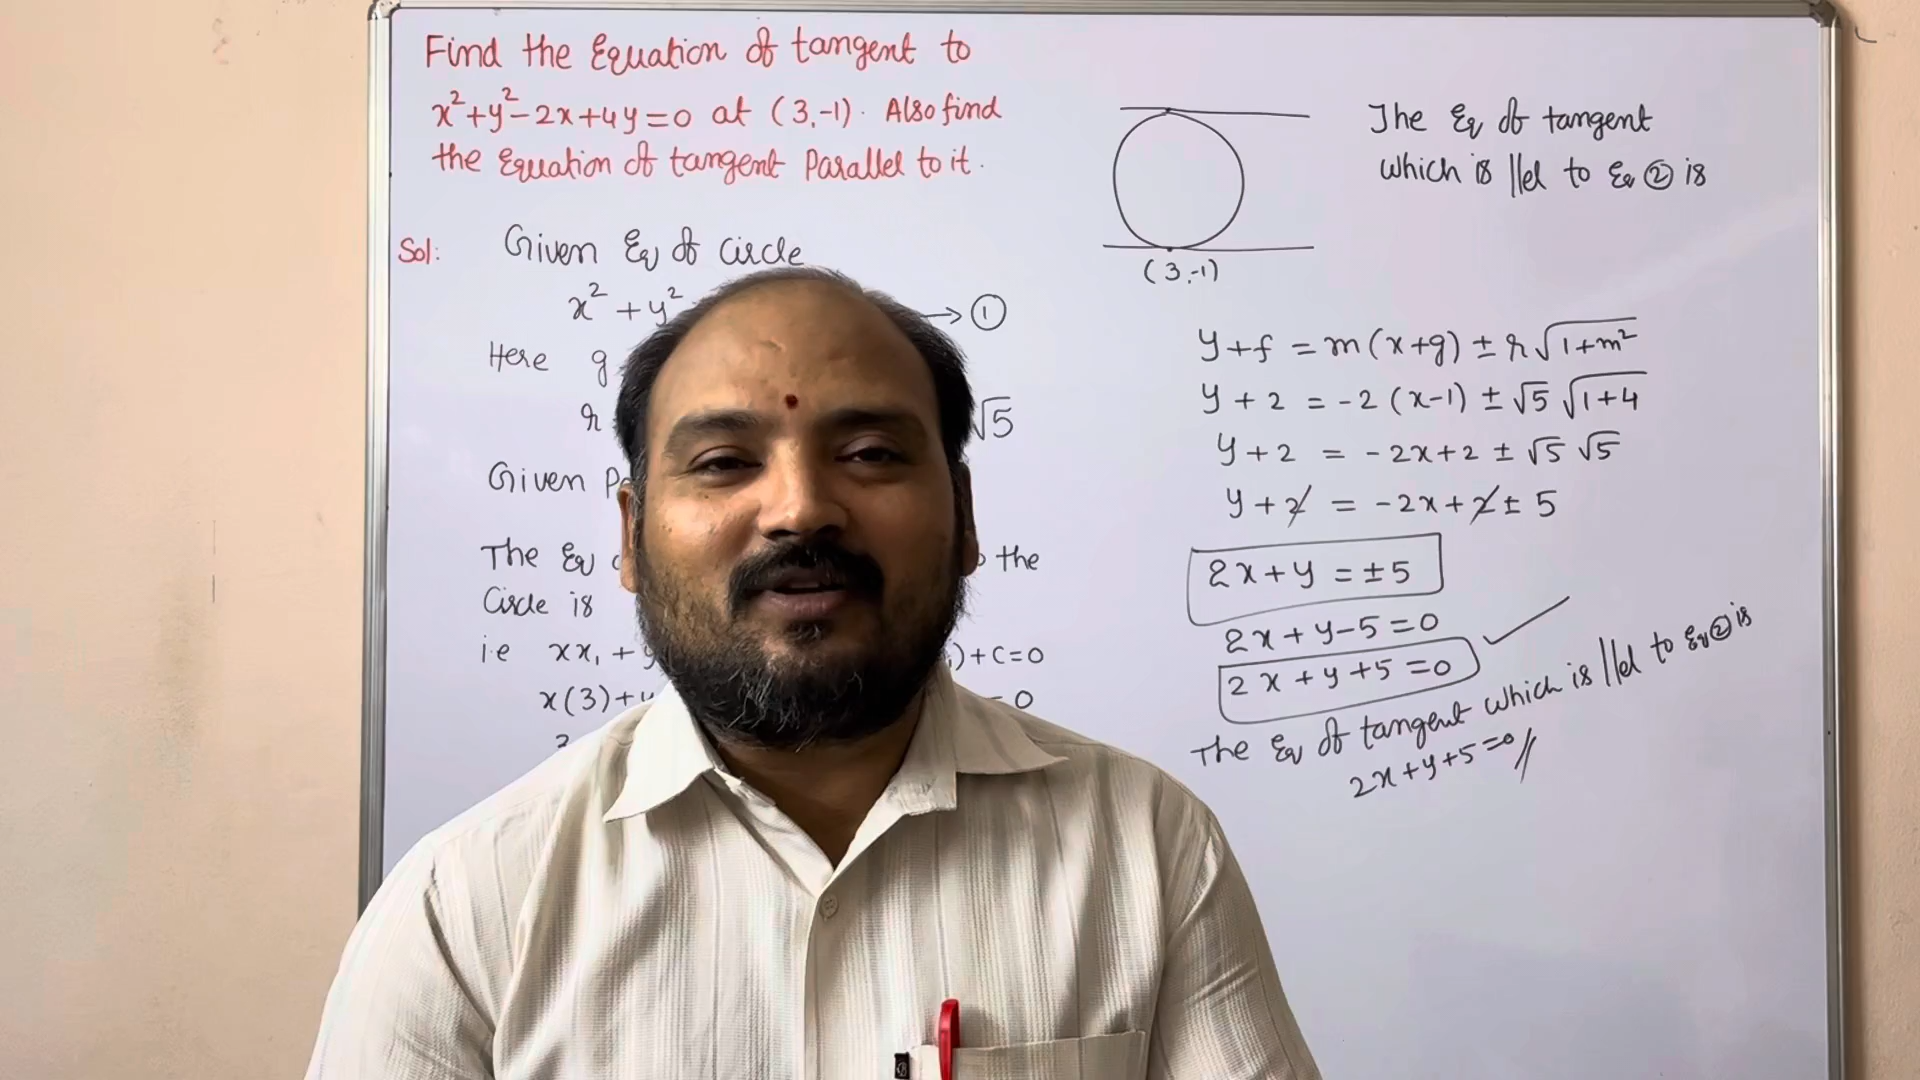 Find the Equation of tangent to
x²+y²-2x+4y=0 at (3,-1). Also find
the Equation of tangent Parallel to it.
Sol: Given Eq of Circle
x² + y² → ①
Here g
r √5
Given
The Eq the
Circle is
i.e xx₁ + y )+C=0
x(3)+y = 0
(3,-1)
The Eq of tangent
which is ||el to Eq ② is
y+f = m(x+g) ± r√1+m²
y + 2 = -2 (x-1) ± √5 √1+4
y + 2 = -2x+2 ± √5 √5
y + 2 = -2x+2 ± 5
2x+y = ±5
2x + y-5=0
2x + y +5 =0
The Eq of tangent which is ||el to Eq ② is
2x+y+5=0//